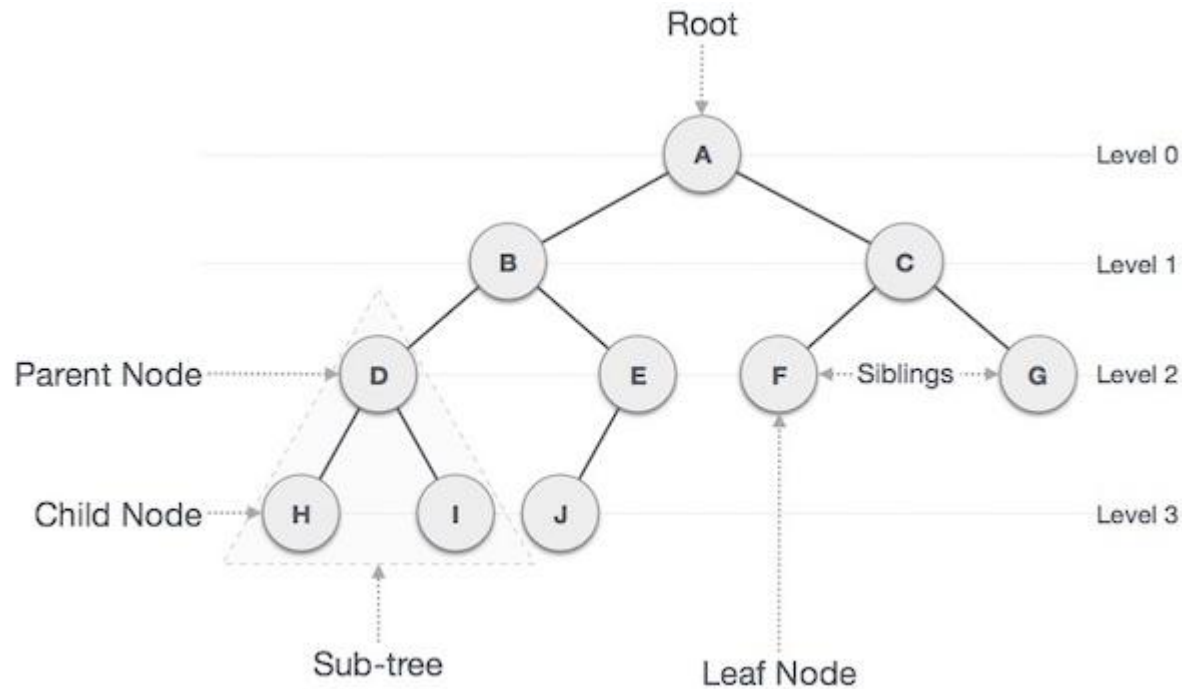 Root
A
Level 0
B
C
Level 1
Parent Node
D
E
F
Siblings
G
Level 2
Child Node
H
I
J
Level 3
Sub-tree
Leaf Node